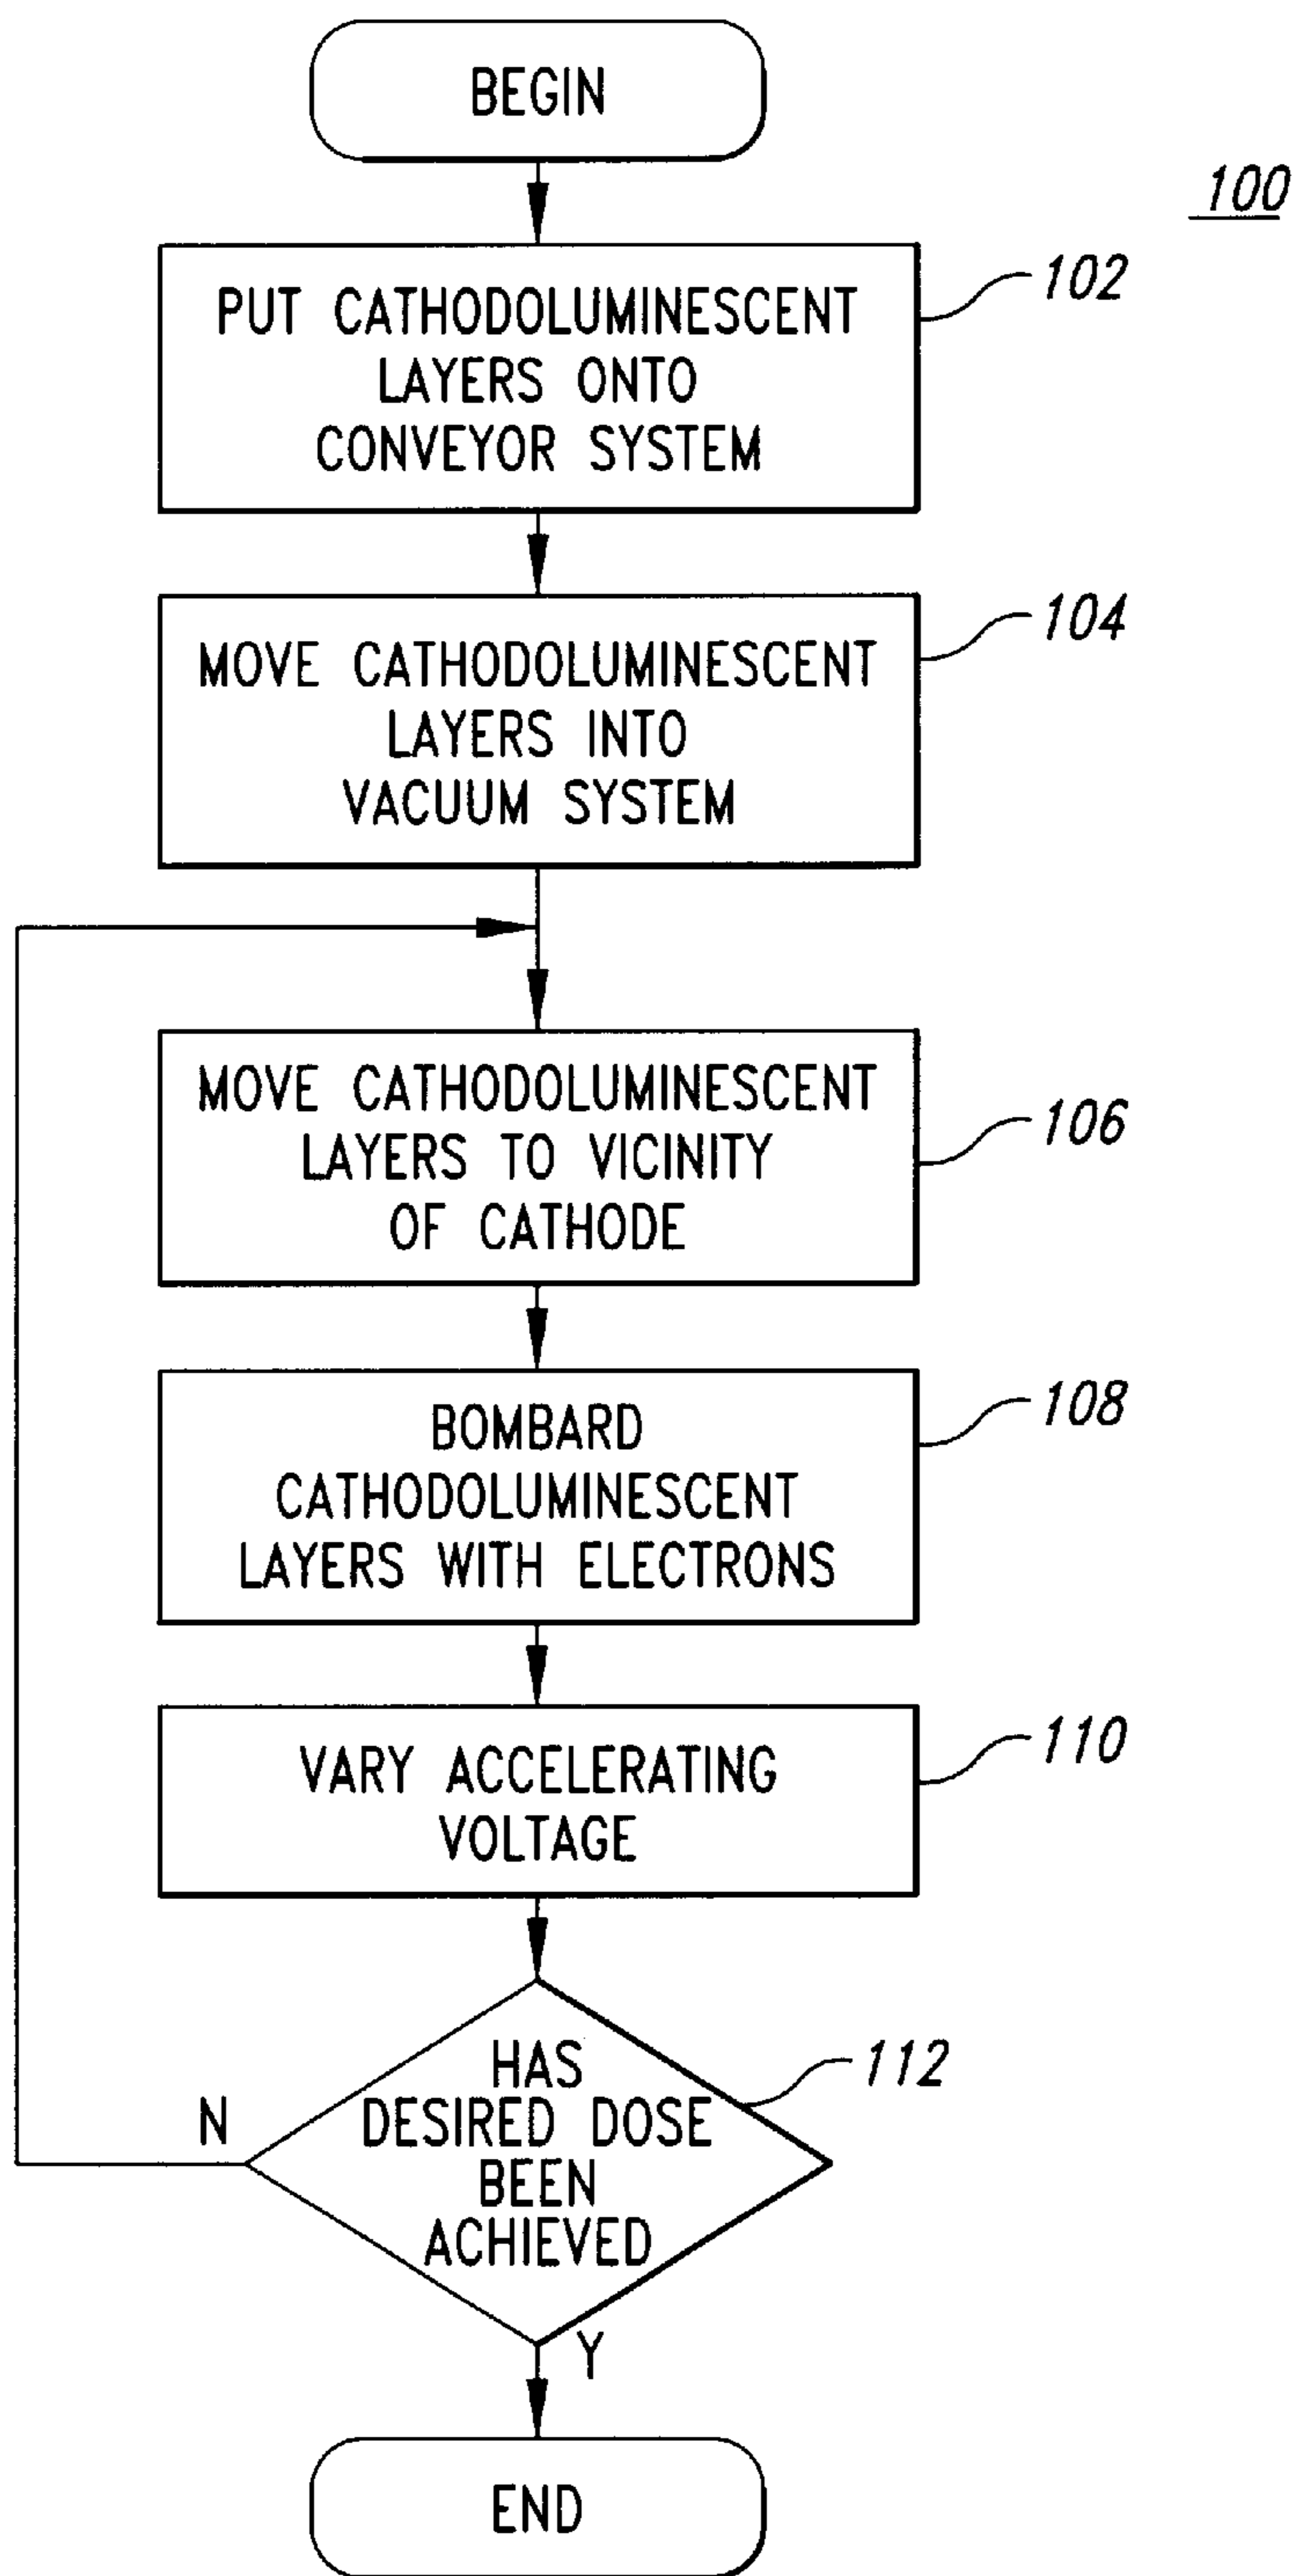 BEGIN
100
PUT CATHODOLUMINESCENT
LAYERS ONTO
CONVEYOR SYSTEM
102
MOVE CATHODOLUMINESCENT
LAYERS INTO
VACUUM SYSTEM
104
MOVE CATHODOLUMINESCENT
LAYERS TO VICINITY
OF CATHODE
106
BOMBARD
CATHODOLUMINESCENT
LAYERS WITH ELECTRONS
108
VARY ACCELERATING
VOLTAGE
110
HAS
DESIRED DOSE
BEEN
ACHIEVED
112
N
Y
END